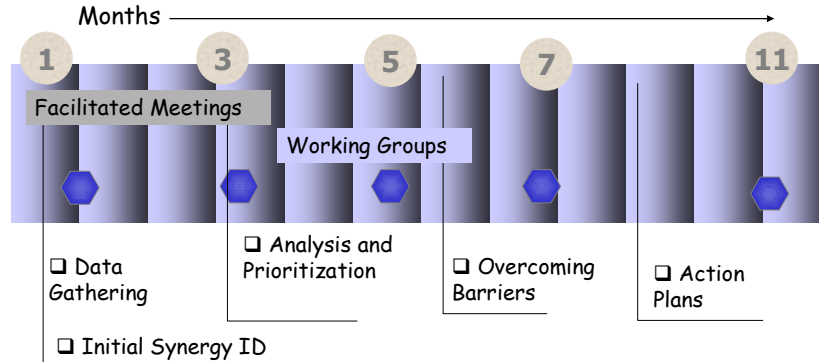 Months
1 3 5 7 11
Facilitated Meetings
Working Groups
❑ Data
Gathering
❑ Initial Synergy ID
❑ Analysis and
Prioritization
❑ Overcoming
Barriers
❑ Action
Plans